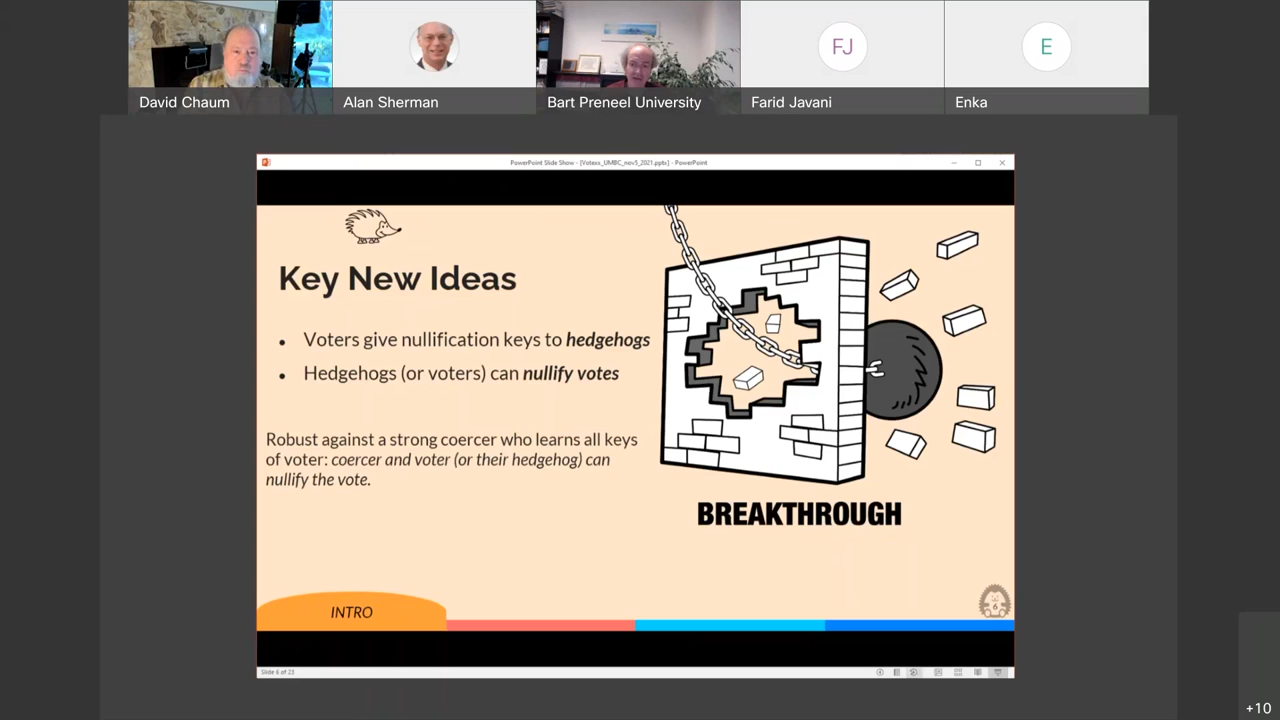 David Chaum
Alan Sherman
Bart Preneel University
FJ
Farid Javani
E
Enka
PowerPoint Slide Show - [Votexx_UMBC_nov5_2021.pptx] - PowerPoint
Key New Ideas
• Voters give nullification keys to hedgehogs
• Hedgehogs (or voters) can nullify votes
Robust against a strong coercer who learns all keys
of voter: coercer and voter (or their hedgehog) can
nullify the vote.
BREAKTHROUGH
INTRO
6
Slide 6 of 23
+10